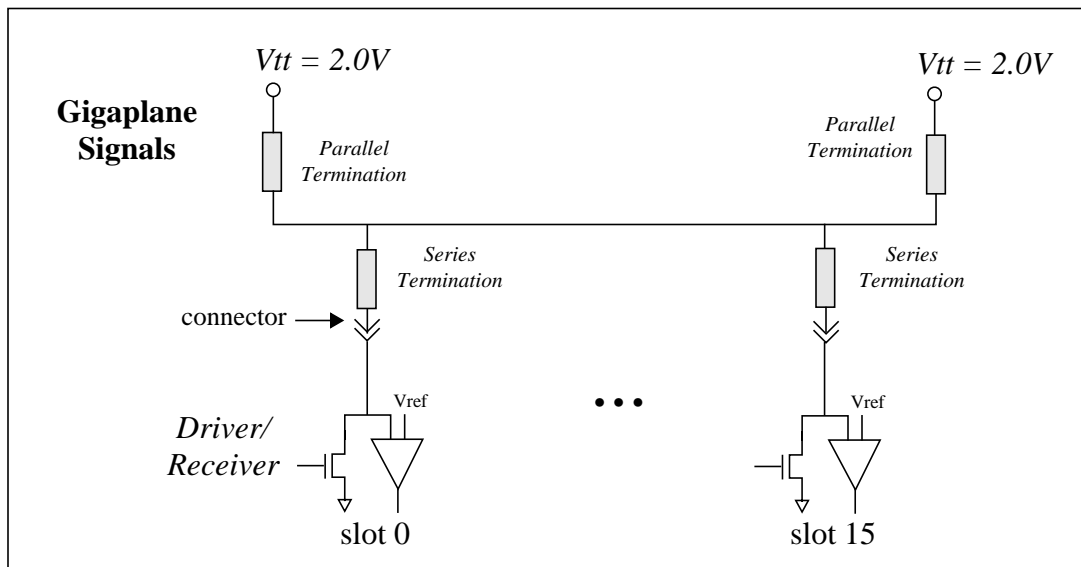 Vtt = 2.0V
Vtt = 2.0V
Gigaplane
Signals
Parallel
Termination
Parallel
Termination
Series
Termination
Series
Termination
connector
Vref
Vref
Driver/
Receiver
slot 0
slot 15